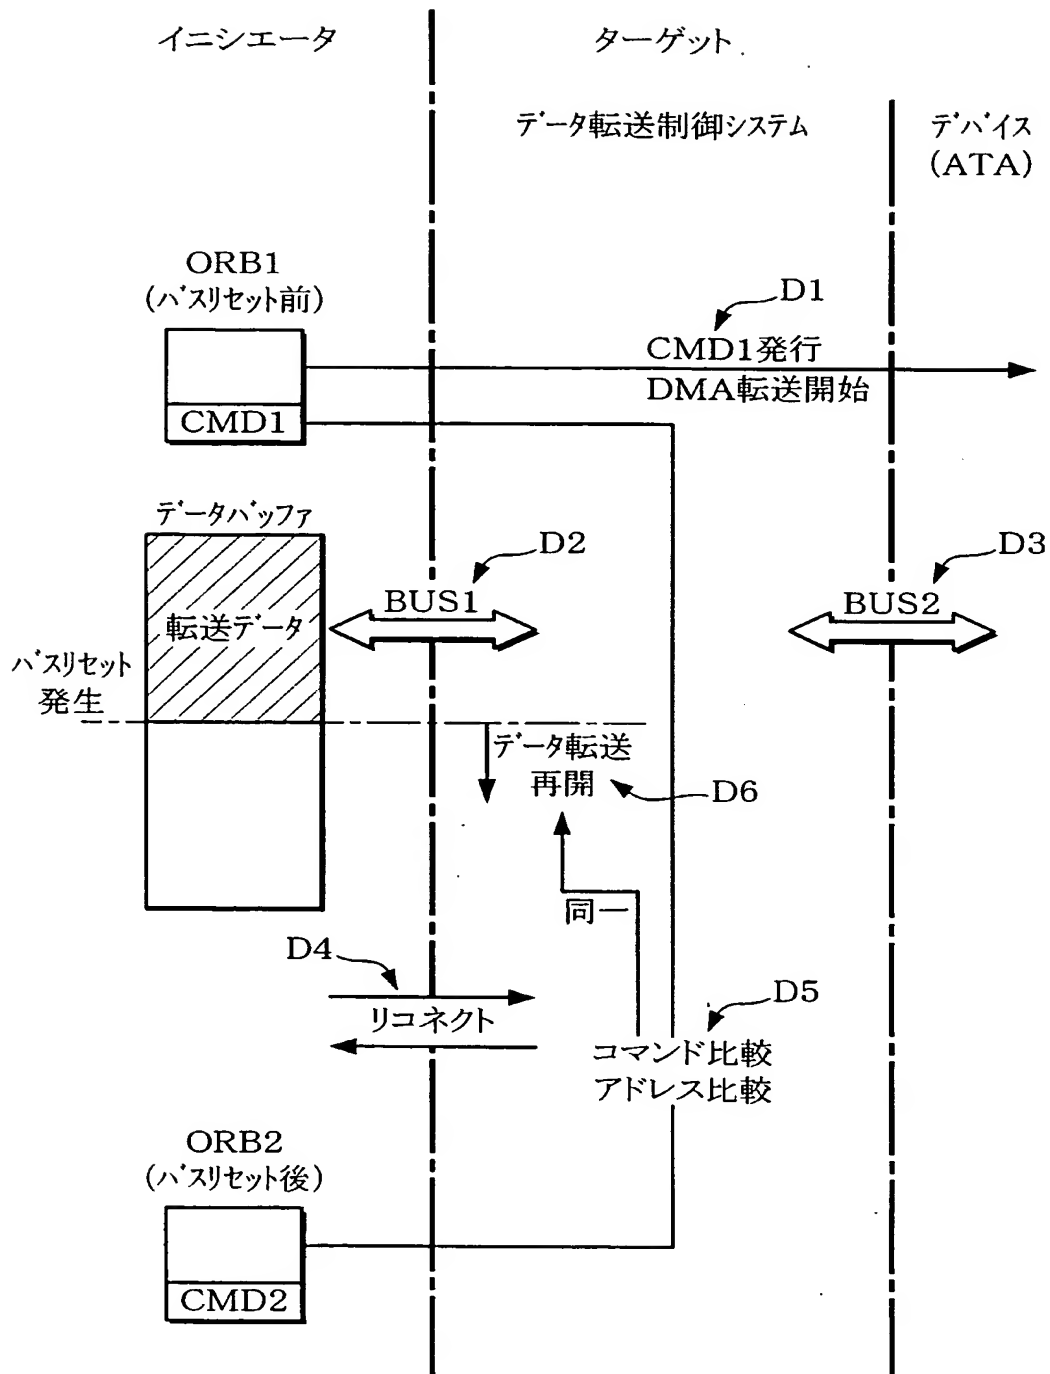 イニシエータ
ターゲット
データ転送制御システム
デバイス
(ATA)
ORB1
(バスリセット前)
CMD1
D1
CMD1発行
DMA転送開始
データバッファ
転送データ
D2
BUS1
D3
BUS2
バスリセット
発生
データ転送
再開
D6
同一
D4
リコネクト
D5
コマンド比較
アドレス比較
ORB2
(バスリセット後)
CMD2